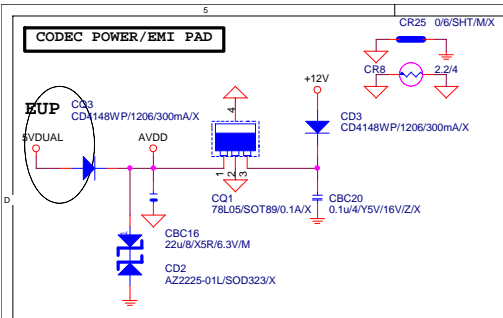 5
CODEC POWER/EMI PAD
CR25 0/6/SHT/M/X
CR8 2.2/4
+12V
EUP
CD3
CD4148WP/1206/300mA/X
4
CD3
CD4148WP/1206/300mA/X
5VDUAL
AVDD
1 2 3
D
CQ1
78L05/SOT89/0.1A/X
CBC20
0.1u/4/Y5V/16V/Z/X
CBC16
22u/8/X5R/6.3V/M
CD2
AZ2225-01L/SOD323/X